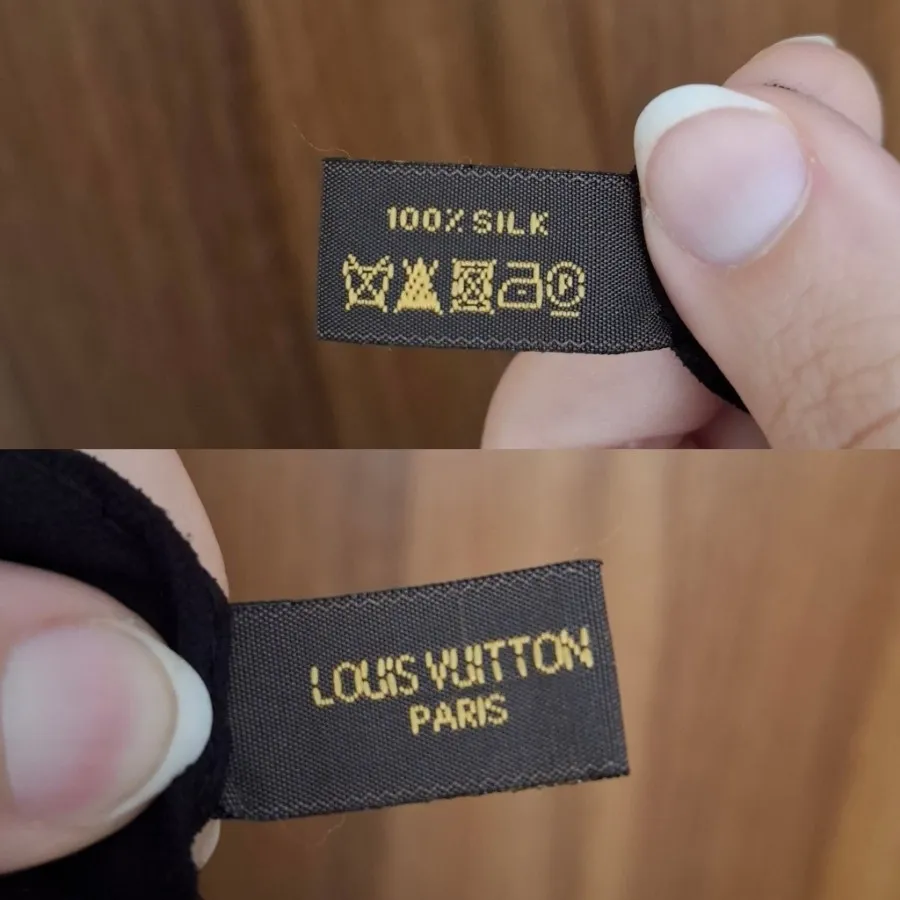 100% SILK
P
LOUIS VUITTON
PARIS